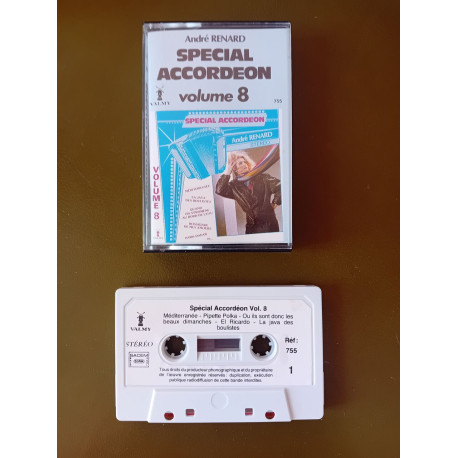 André RENARD
SPECIAL
ACCORDEON
volume 8
VALMY
755
SPECIAL ACCORDEON
André RENARD
VOLUME 8
Spécial Accordéon Vol. 8
VALMY
Méditerranée - Pipette Polka - Ou ils sont donc les
beaux dimanches - El Ricardo - La java des
boulistes
STÉRÉO
Réf :
755
1
Tous droits du producteur phonographique et du propriétaire
de l'œuvre enregistrée réservés : duplication, exécution
publique radiodiffusion de cette bande interdites